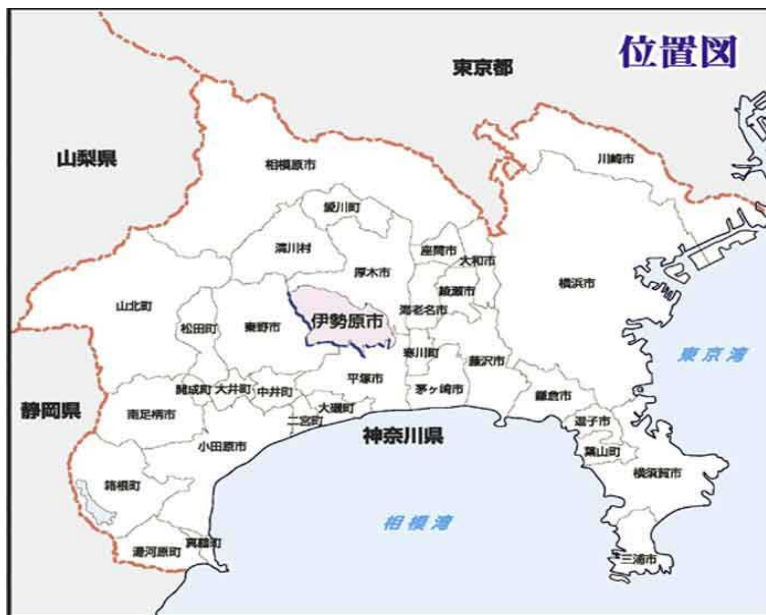 位置図
東京都
山梨県
川崎市
相模原市
愛川町
清川村
座間市
大和市
厚木市
横浜市
綾瀬市
山北町
松田町
秦野市
伊勢原市
海老名市
寒川町
藤沢市
東京湾
平塚市
開成町
大井町
中井町
茅ヶ崎市
鎌倉市
静岡県
南足柄市
大磯町
二宮町
逗子市
小田原市
神奈川県
葉山町
横須賀市
箱根町
相模湾
湯河原町
真鶴町
三浦市